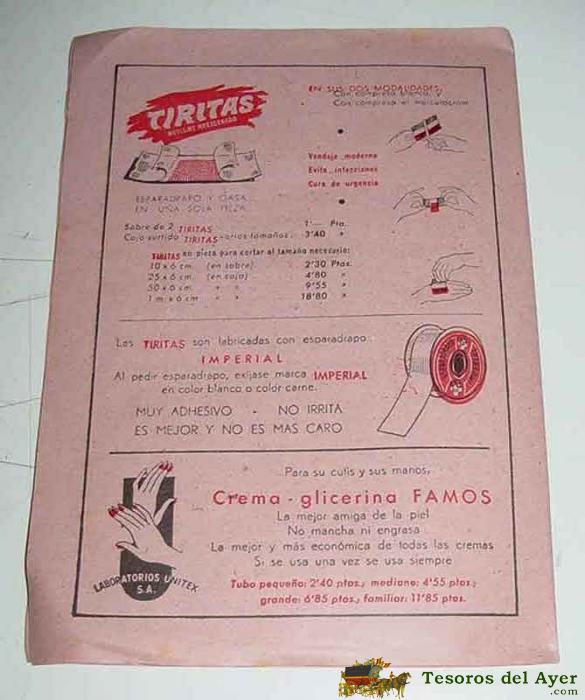 TIRITAS
EN SUS DOS MODALIDADES,
Con compresa blanca, y
Con compresa al mercurocromo
Vendaje moderno
Evita infecciones
Cura de urgencia
ESPARADRAPO Y GASA
EN UNA SOLA PIEZA
Sobre de 2 TIRITAS 1'— Pta.
Caja surtida TIRITAS varios tamaños 3'40 »
TIRITAS en pieza para cortar al tamaño necesario:
10 x 6 cm. (en sobre) 2'30 Ptas.
25 x 6 cm. (en caja) 4'80 »
50 x 6 cm. » » 9'55 »
1 m x 6 cm » » 18'80 »
Las TIRITAS son fabricadas con esparadrapo
IMPERIAL
Al pedir esparadrapo, exíjase marca IMPERIAL
en color blanco o color carne.
MUY ADHESIVO - NO IRRITA
ES MEJOR Y NO ES MAS CARO
Para su cutis y sus manos,
Crema - glicerina FAMOS
La mejor amiga de la piel
No mancha ni engrasa
La mejor y más económica de todas las cremas
Si se usa una vez se usa siempre
Tubo pequeño: 2'40 ptas.; mediano: 4'55 ptas.;
grande: 6'85 ptas.; familiar: 11'85 ptas.
LABORATORIOS UNITEX
S.A.
Tesoros del Ayer
.com